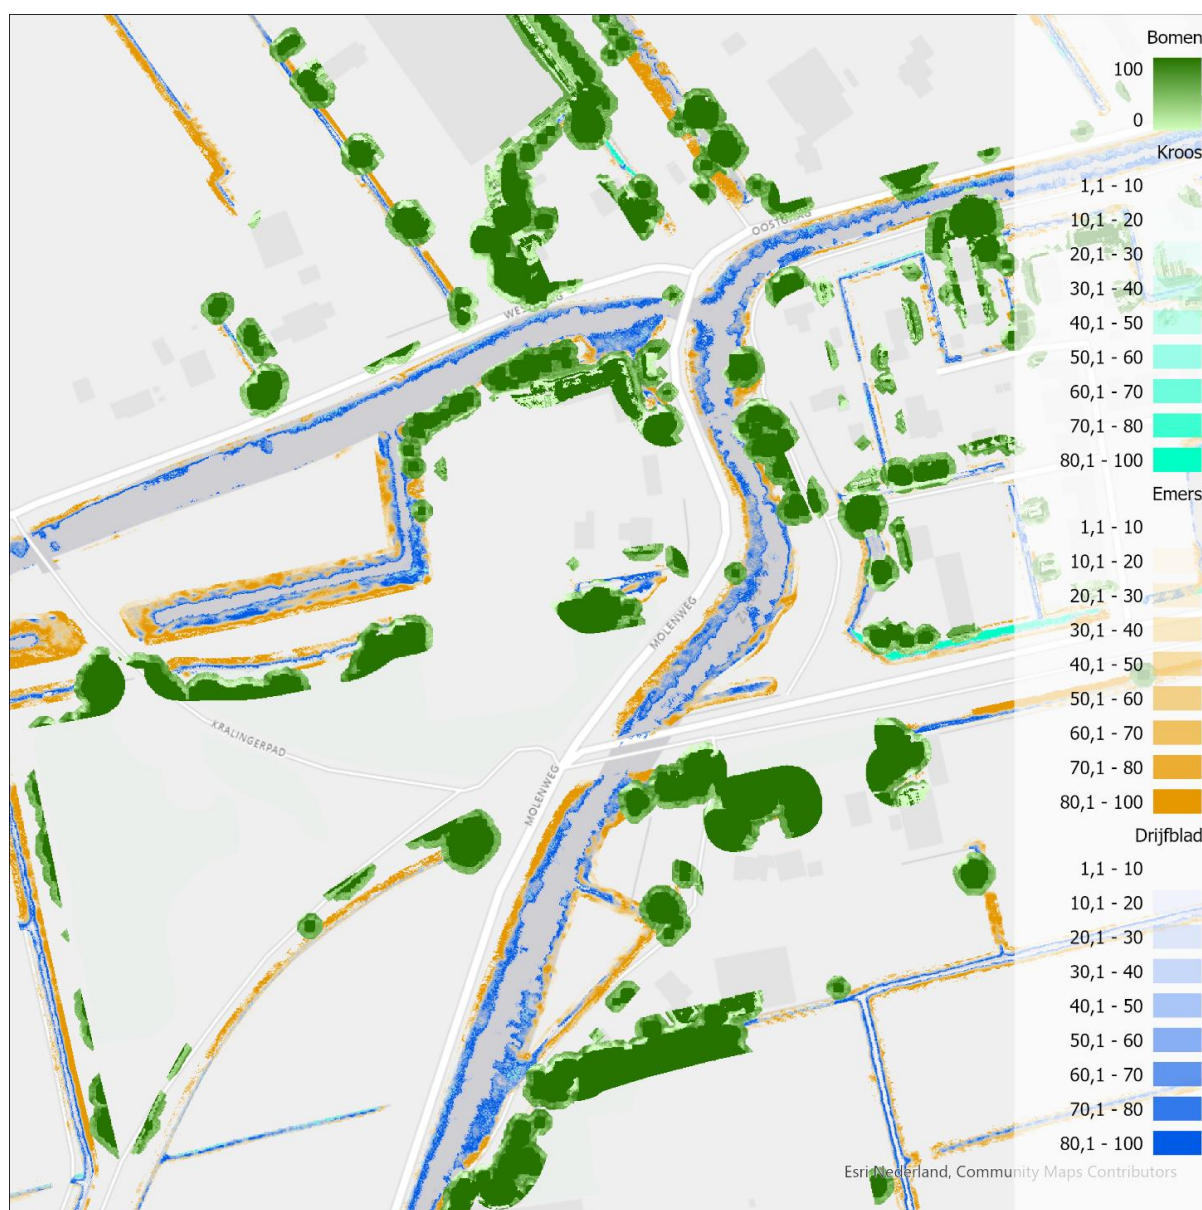 Bomen
100
0
Kroos
1,1 - 10
10,1 - 20
20,1 - 30
30,1 - 40
40,1 - 50
50,1 - 60
60,1 - 70
70,1 - 80
80,1 - 100
Emers
1,1 - 10
10,1 - 20
20,1 - 30
30,1 - 40
40,1 - 50
50,1 - 60
60,1 - 70
70,1 - 80
80,1 - 100
Drijfblad
1,1 - 10
10,1 - 20
20,1 - 30
30,1 - 40
40,1 - 50
50,1 - 60
60,1 - 70
70,1 - 80
80,1 - 100
MOLENWEG
KRALINGERPAD
MOLENWEG
Esri Nederland, Community Maps Contributors